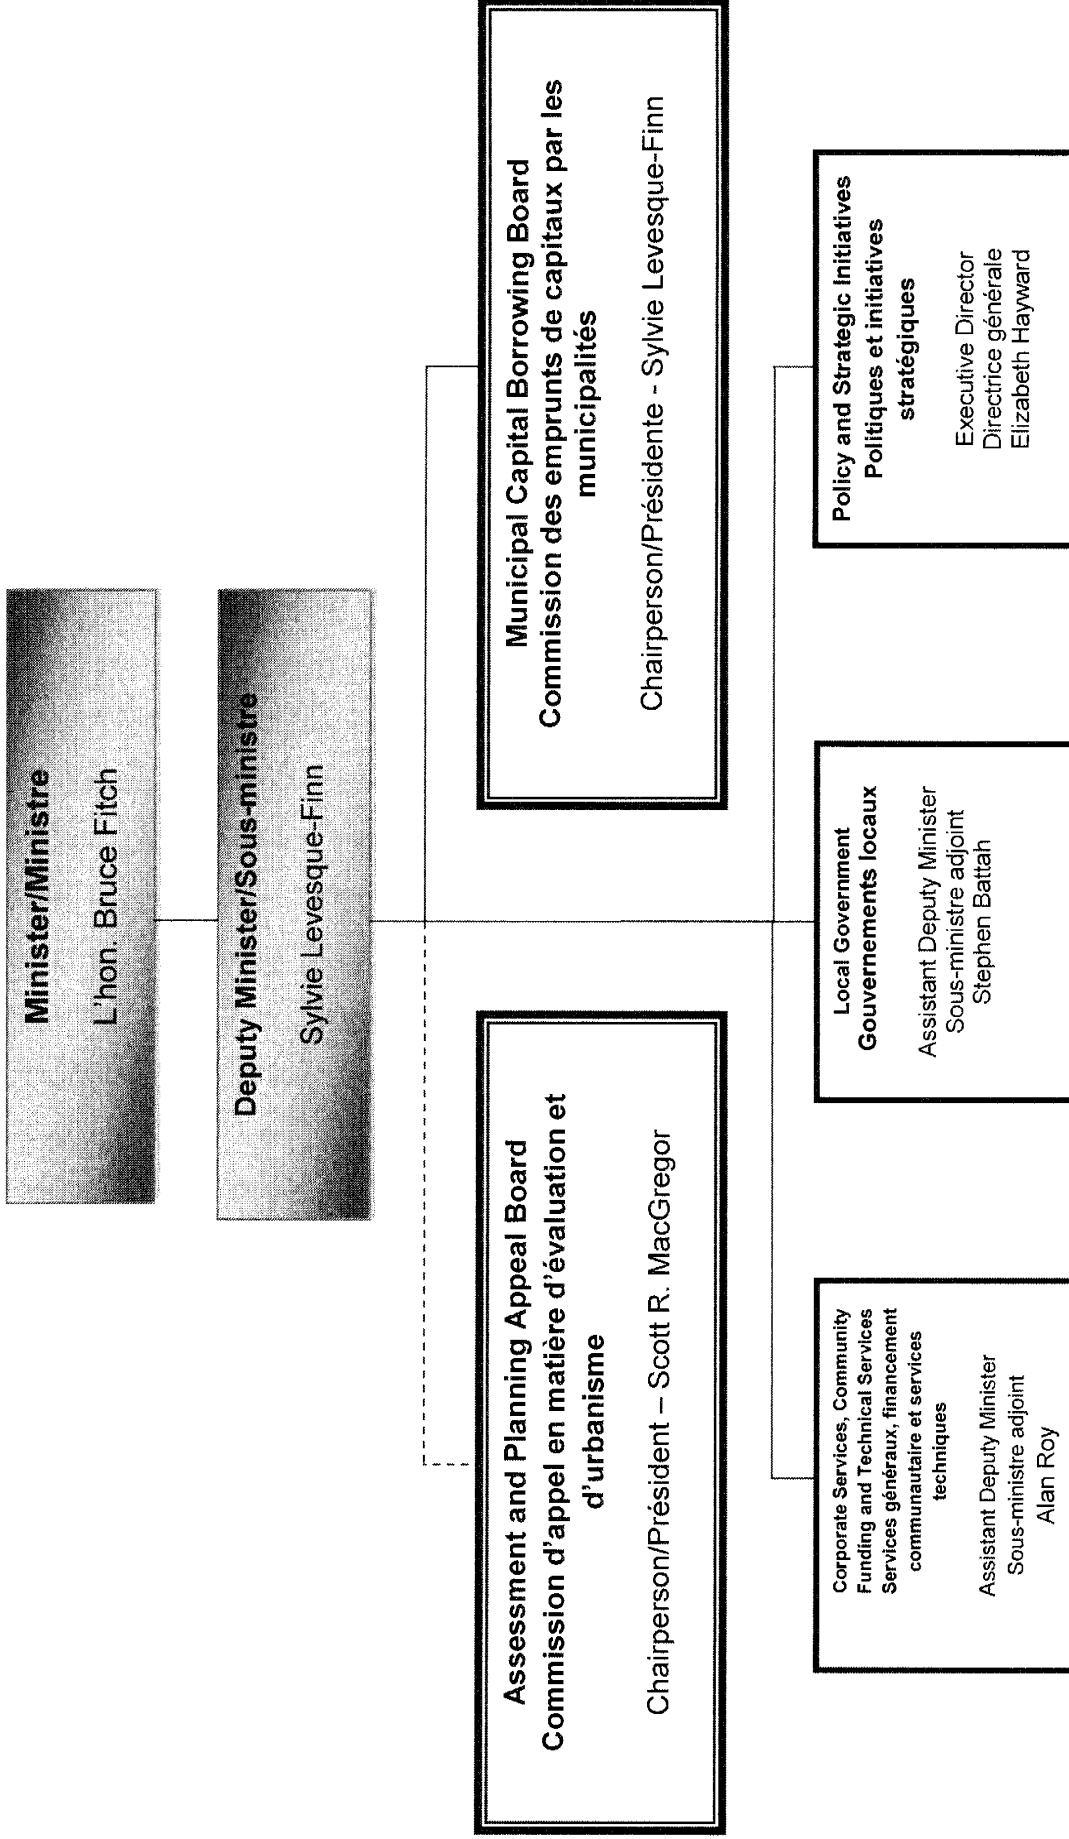 Minister/Ministre
L'hon. Bruce Fitch
Deputy Minister/Sous-ministre
Sylvie Levesque-Finn
Assessment and Planning Appeal Board
Commission d'appel en matière d'évaluation et
d'urbanisme
Chairperson/Président – Scott R. MacGregor
Municipal Capital Borrowing Board
Commission des emprunts de capitaux par les
municipalités
Chairperson/Présidente - Sylvie Levesque-Finn
Corporate Services, Community
Funding and Technical Services
Services généraux, financement
communautaire et services
techniques
Assistant Deputy Minister
Sous-ministre adjoint
Alan Roy
Local Government
Gouvernements locaux
Assistant Deputy Minister
Sous-ministre adjoint
Stephen Battah
Policy and Strategic Initiatives
Politiques et initiatives
stratégiques
Executive Director
Directrice générale
Elizabeth Hayward